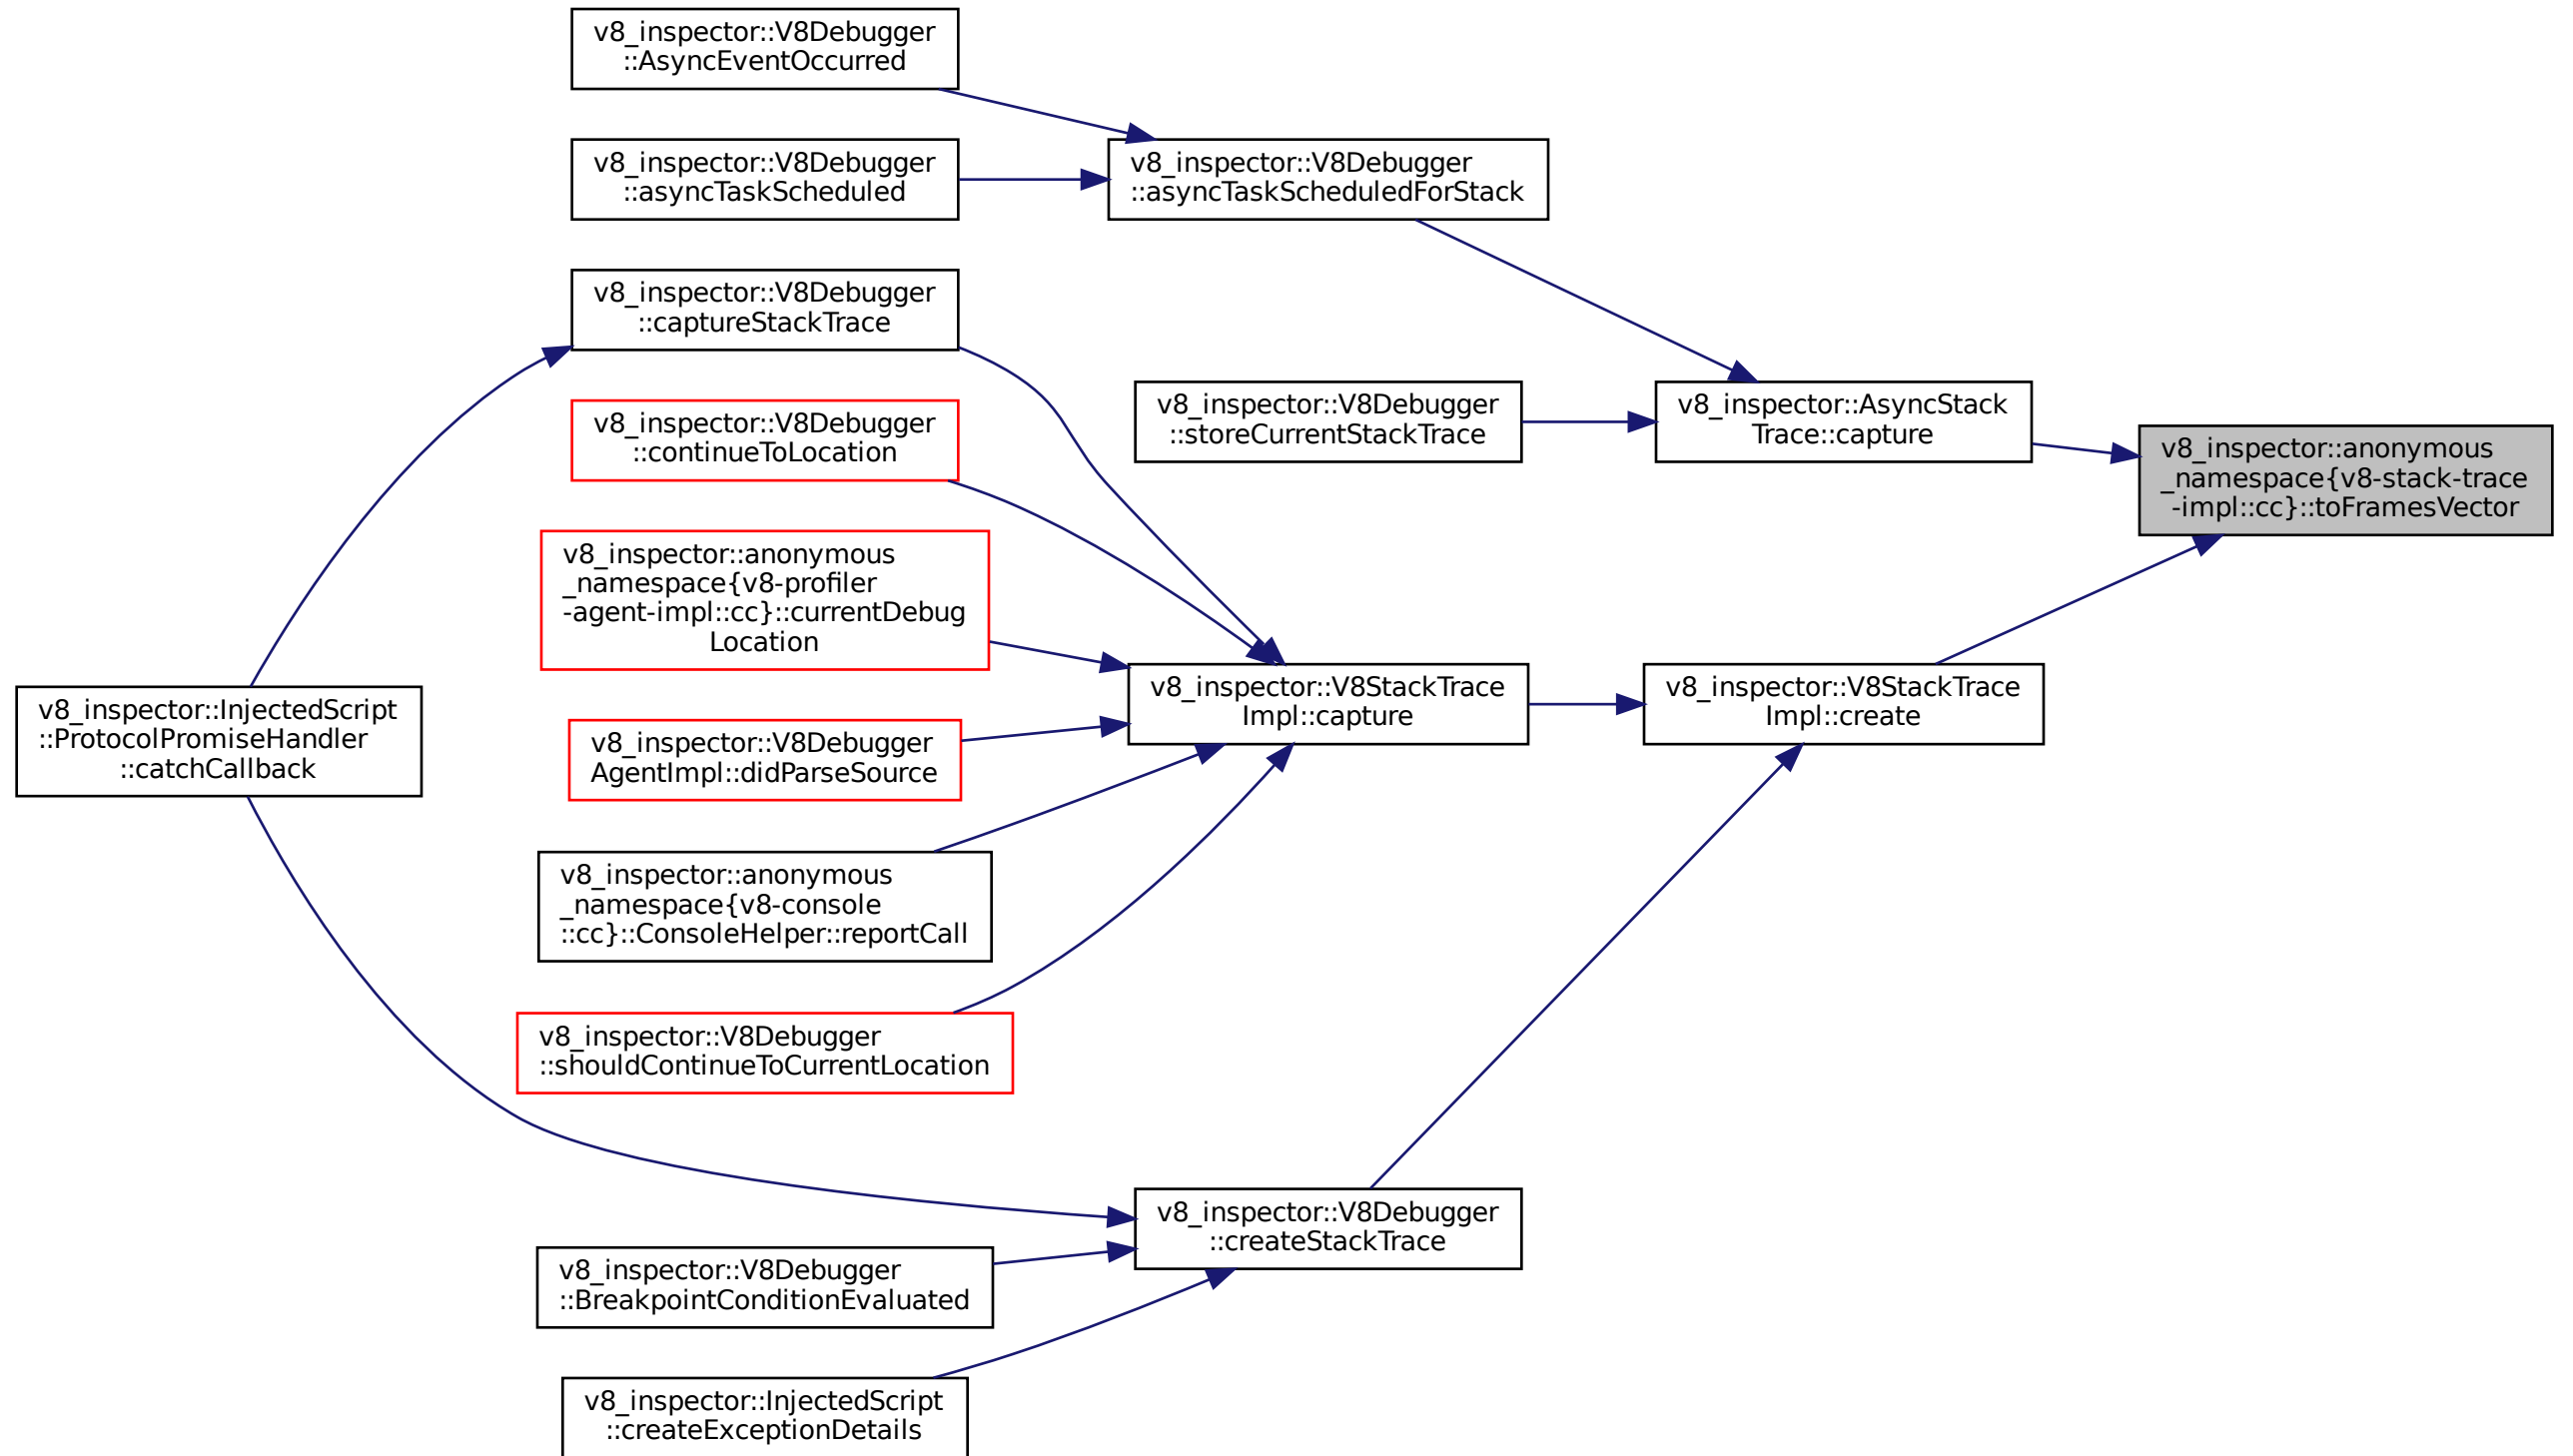 v8_inspector::V8Debugger
::AsyncEventOccurred
v8_inspector::V8Debugger
::asyncTaskScheduled
v8_inspector::V8Debugger
::asyncTaskScheduledForStack
v8_inspector::V8Debugger
::captureStackTrace
v8_inspector::V8Debugger
::continueToLocation
v8_inspector::V8Debugger
::storeCurrentStackTrace
v8_inspector::AsyncStack
Trace::capture
v8_inspector::anonymous
_namespace{v8-stack-trace
-impl::cc}::toFramesVector
v8_inspector::anonymous
_namespace{v8-profiler
-agent-impl::cc}::currentDebug
Location
v8_inspector::InjectedScript
::ProtocolPromiseHandler
::catchCallback
v8_inspector::V8Debugger
AgentImpl::didParseSource
v8_inspector::V8StackTrace
Impl::capture
v8_inspector::V8StackTrace
Impl::create
v8_inspector::anonymous
_namespace{v8-console
::cc}::ConsoleHelper::reportCall
v8_inspector::V8Debugger
::shouldContinueToCurrentLocation
v8_inspector::V8Debugger
::createStackTrace
v8_inspector::V8Debugger
::BreakpointConditionEvaluated
v8_inspector::InjectedScript
::createExceptionDetails